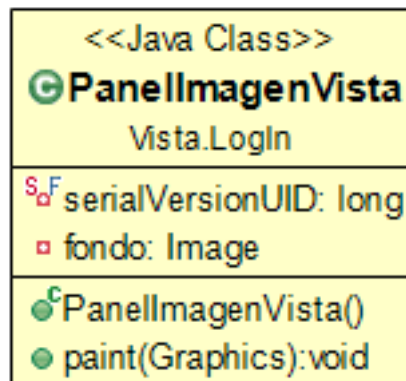 <<Java Class>>
C PanelImagenVista
Vista.LogIn
S F serialVersionUID: long
fondo: Image
C PanelImagenVista()
paint(Graphics):void